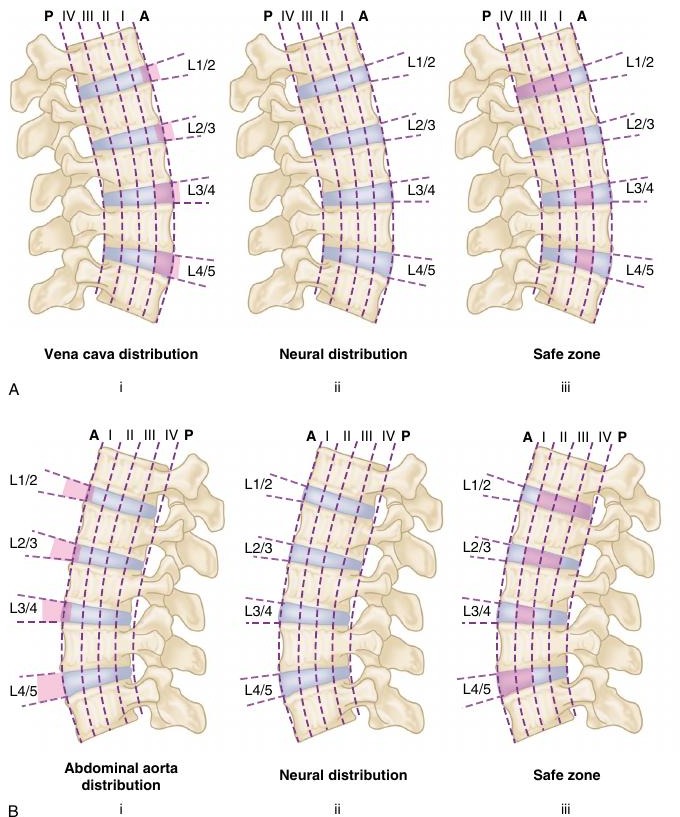 P IV III II I A
P IV III II I A
P IV III II I A
L1/2
L1/2
L1/2
L2/3
L2/3
L2/3
L3/4
L3/4
L3/4
L4/5
L4/5
L4/5
Vena cava distribution
Neural distribution
Safe zone
A
i
ii
iii
A I II III IV P
A I II III IV P
A I II III IV P
L1/2
L1/2
L1/2
L2/3
L2/3
L2/3
L3/4
L3/4
L3/4
L4/5
L4/5
L4/5
Abdominal aorta
distribution
Neural distribution
Safe zone
B
i
ii
iii